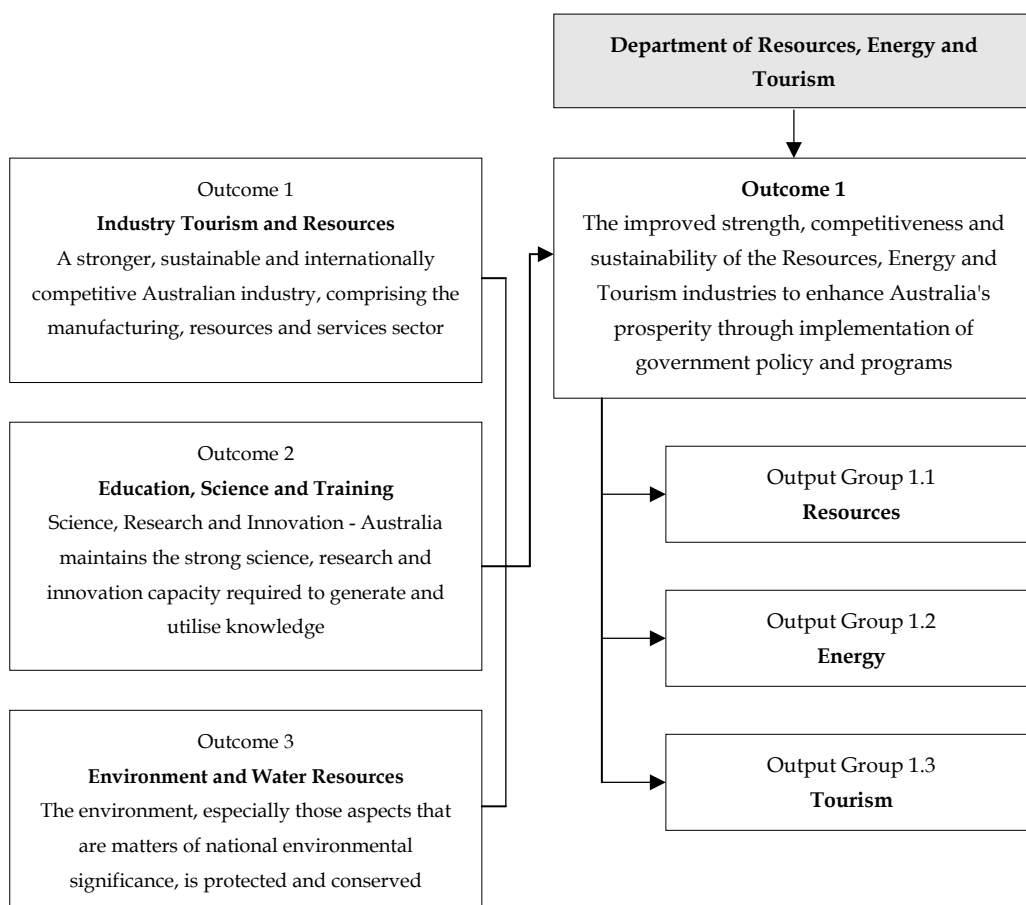 Department of Resources, Energy and
Tourism
Outcome 1
Industry Tourism and Resources
A stronger, sustainable and internationally
competitive Australian industry, comprising the
manufacturing, resources and services sector
Outcome 2
Education, Science and Training
Science, Research and Innovation - Australia
maintains the strong science, research and
innovation capacity required to generate and
utilise knowledge
Outcome 3
Environment and Water Resources
The environment, especially those aspects that
are matters of national environmental
significance, is protected and conserved
Outcome 1
The improved strength, competitiveness and
sustainability of the Resources, Energy and
Tourism industries to enhance Australia's
prosperity through implementation of
government policy and programs
Output Group 1.1
Resources
Output Group 1.2
Energy
Output Group 1.3
Tourism